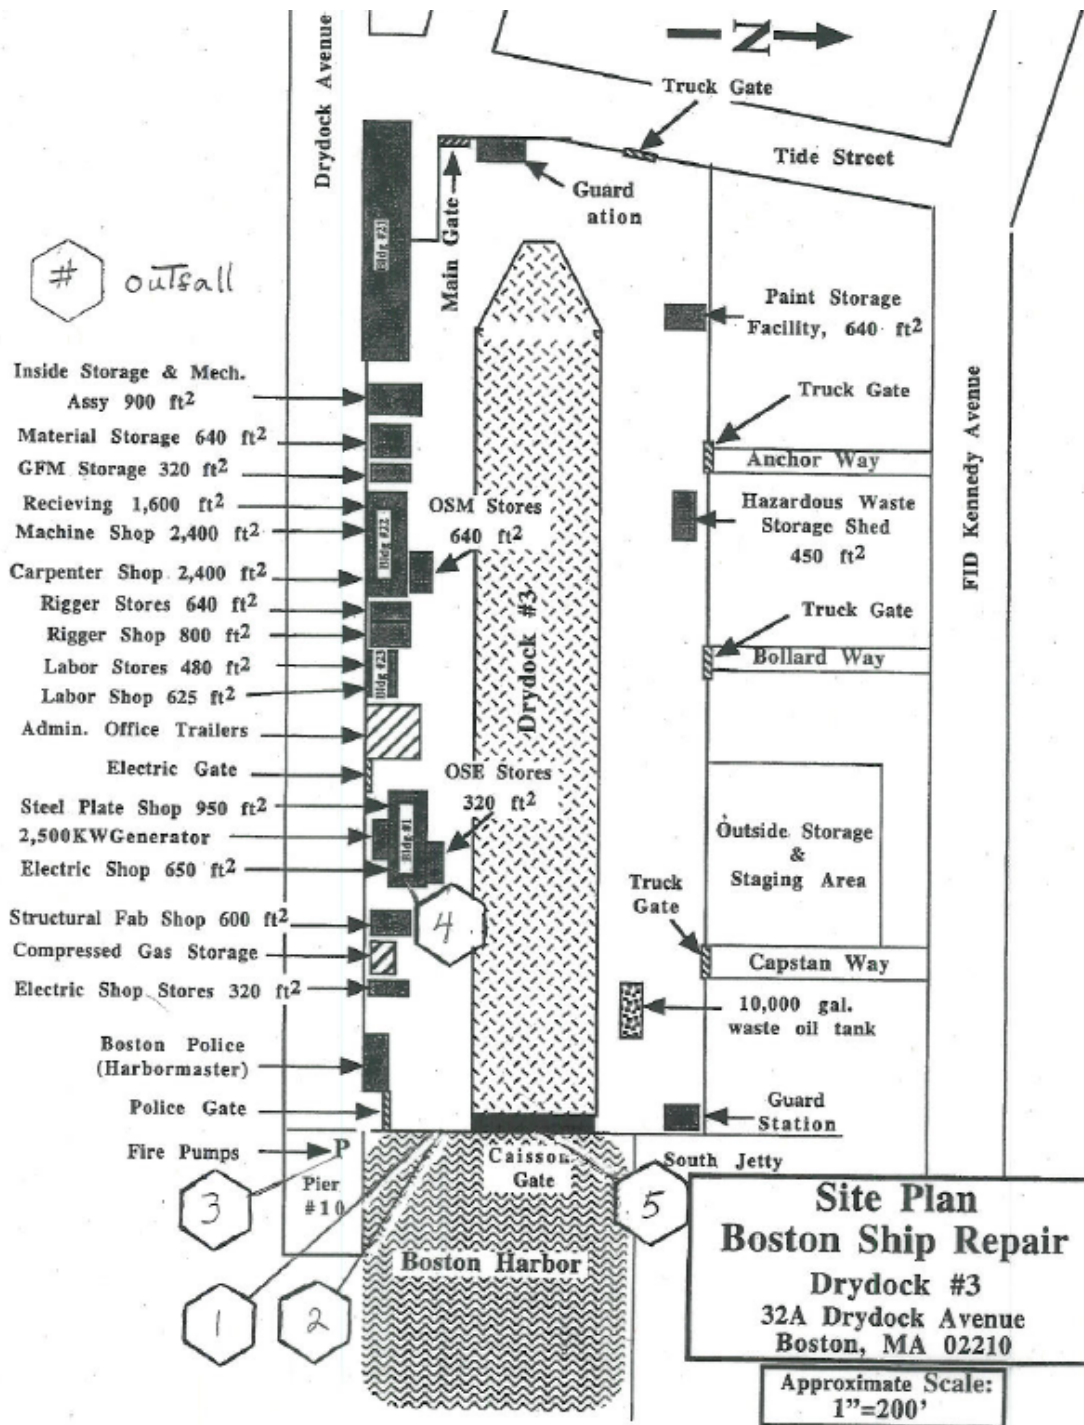 Drydock Avenue
N
Truck Gate
Tide Street
Guard
ation
Main Gate
Bldg #21
# outfall
Paint Storage
Facility, 640 ft2
Inside Storage & Mech.
Assy 900 ft2
Truck Gate
Material Storage 640 ft2
GFM Storage 320 ft2
Anchor Way
FID Kennedy Avenue
Recieving 1,600 ft2
Machine Shop 2,400 ft2
Carpenter Shop 2,400 ft2
Bldg #22
OSM Stores
640 ft2
Hazardous Waste
Storage Shed
450 ft2
Rigger Stores 640 ft2
Rigger Shop 800 ft2
Truck Gate
Drydock #3
Labor Stores 480 ft2
Labor Shop 625 ft2
Bldg #23
Bollard Way
Admin. Office Trailers
Electric Gate
OSE Stores
320 ft2
Steel Plate Shop 950 ft2
2,500KWGenerator
Electric Shop 650 ft2
Bldg #1
Outside Storage
&
Staging Area
4
Truck
Gate
Structural Fab Shop 600 ft2
Compressed Gas Storage
Electric Shop Stores 320 ft2
Capstan Way
10,000 gal.
waste oil tank
Boston Police
(Harbormaster)
Police Gate
Guard
Station
Fire Pumps
P
Caisson
Gate
South Jetty
3
Pier
#10
5
Boston Harbor
1
2
Site Plan
Boston Ship Repair
Drydock #3
32A Drydock Avenue
Boston, MA 02210
Approximate Scale:
1"=200'